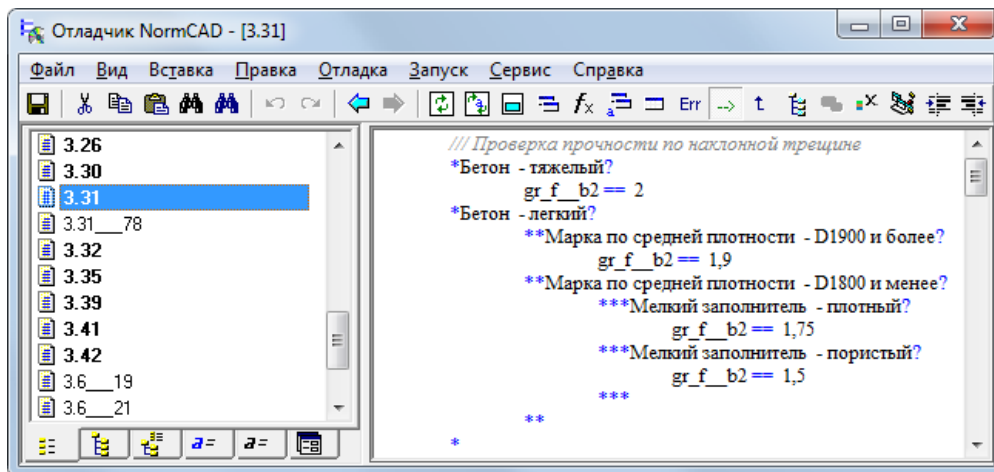 Отладчик NormCAD - [3.31]
Файл Вид Вставка Правка Отладка Запуск Сервис Справка
fx a Err --> t
3.26
3.30
3.31
3.31___78
3.32
3.35
3.39
3.41
3.42
3.6___19
3.6___21
a= a=
/// Проверка прочности по наклонной трещине
*Бетон - тяжелый?
gr_f__b2 == 2
*Бетон - легкий?
**Марка по средней плотности - D1900 и более?
gr_f__b2 == 1,9
**Марка по средней плотности - D1800 и менее?
***Мелкий заполнитель - плотный?
gr_f__b2 == 1,75
***Мелкий заполнитель - пористый?
gr_f__b2 == 1,5
***
**
*